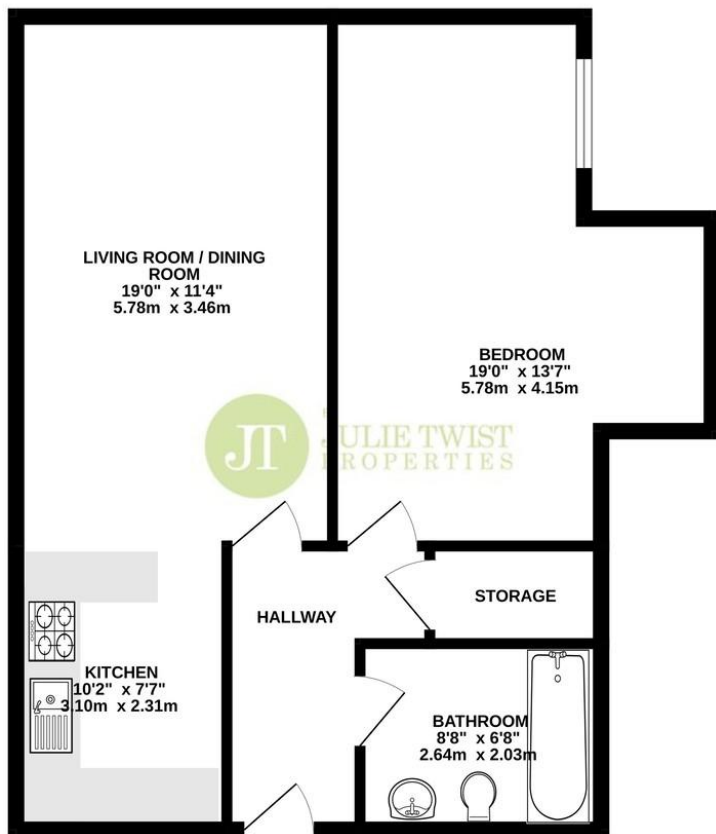 LIVING ROOM / DINING
ROOM
19'0" x 11'4"
5.78m x 3.46m
BEDROOM
19'0" x 13'7"
5.78m x 4.15m
JT
JULIE TWIST
PROPERTIES
HALLWAY
STORAGE
KITCHEN
10'2" x 7'7"
3.10m x 2.31m
BATHROOM
8'8" x 6'8"
2.64m x 2.03m